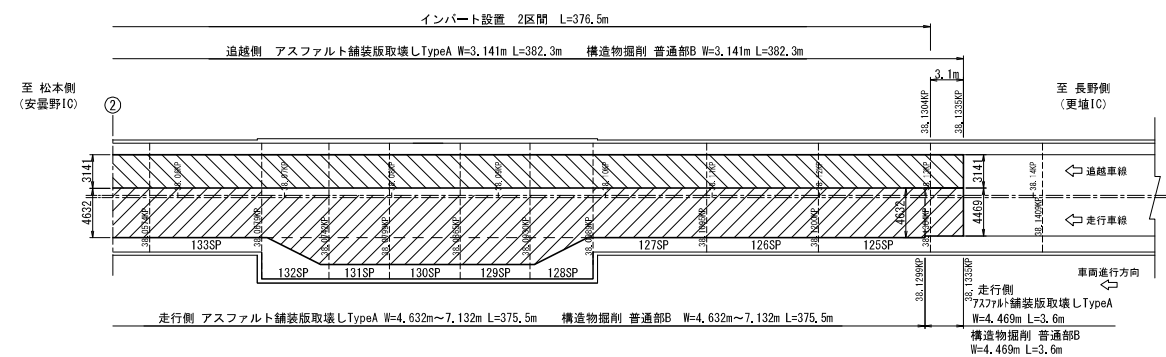 インバート設置 2区間 L=376.5m
追越側 アスファルト舗装版取壊しTypeA W=3.141m L=382.3m 構造物掘削 普通部B W=3.141m L=382.3m
3.1m
至 松本側
(安曇野IC)
②
至 長野側
(更埴IC)
38.1304KP
38.1335KP
3141
4632
3141
4632
4469
38.06KP
38.07KP
38.14KP
38.1409KP
追越車線
走行車線
133SP
132SP
131SP
130SP
129SP
128SP
127SP
126SP
125SP
車両進行方向
38.1299KP
38.1335KP
走行側 アスファルト舗装版取壊しTypeA W=4.632m～7.132m L=375.5m 構造物掘削 普通部B W=4.632m～7.132m L=375.5m
走行側
アスファルト舗装版取壊しTypeA
W=4.469m L=3.6m
構造物掘削 普通部B
W=4.469m L=3.6m